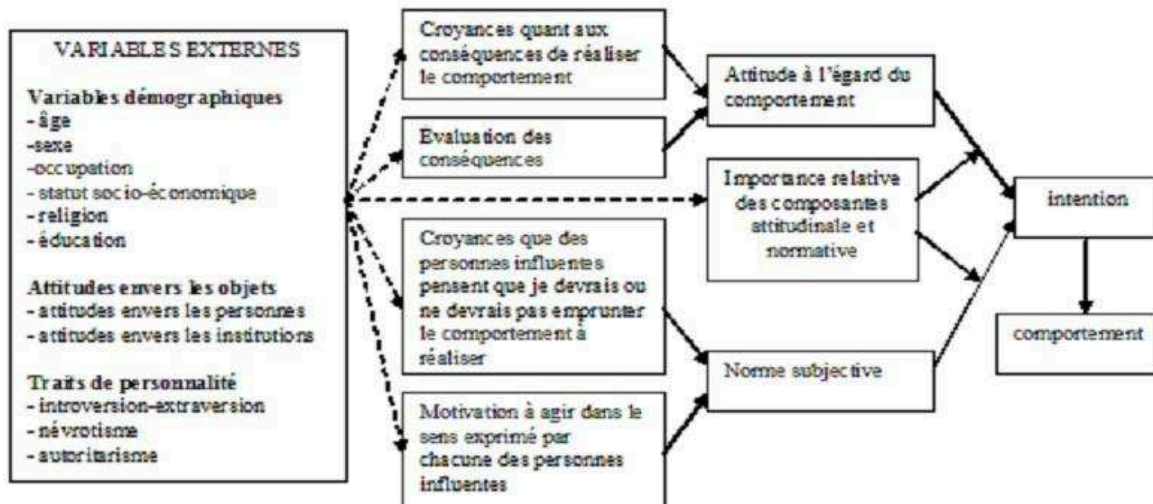 VARIABLES EXTERNES
Variables démographiques
- âge
-sexe
-occupation
- statut socio-économique
- religion
- éducation
Attitudes envers les objets
- attitudes envers les personnes
- attitudes envers les institutions
Traits de personnalité
- introversion-extraversion
- névrotisme
- autoritarisme
Croyances quant aux
conséquences de réaliser
le comportement
Évaluation des
conséquences
Croyances que des
personnes influentes
pensent que je devrais ou
ne devrais pas emprunter
le comportement à
réaliser
Motivation à agir dans le
sens exprimé par
chacune des personnes
influentes
Attitude à l'égard du
comportement
Importance relative
des composantes
attitudinale et
normative
Norme subjective
intention
comportement